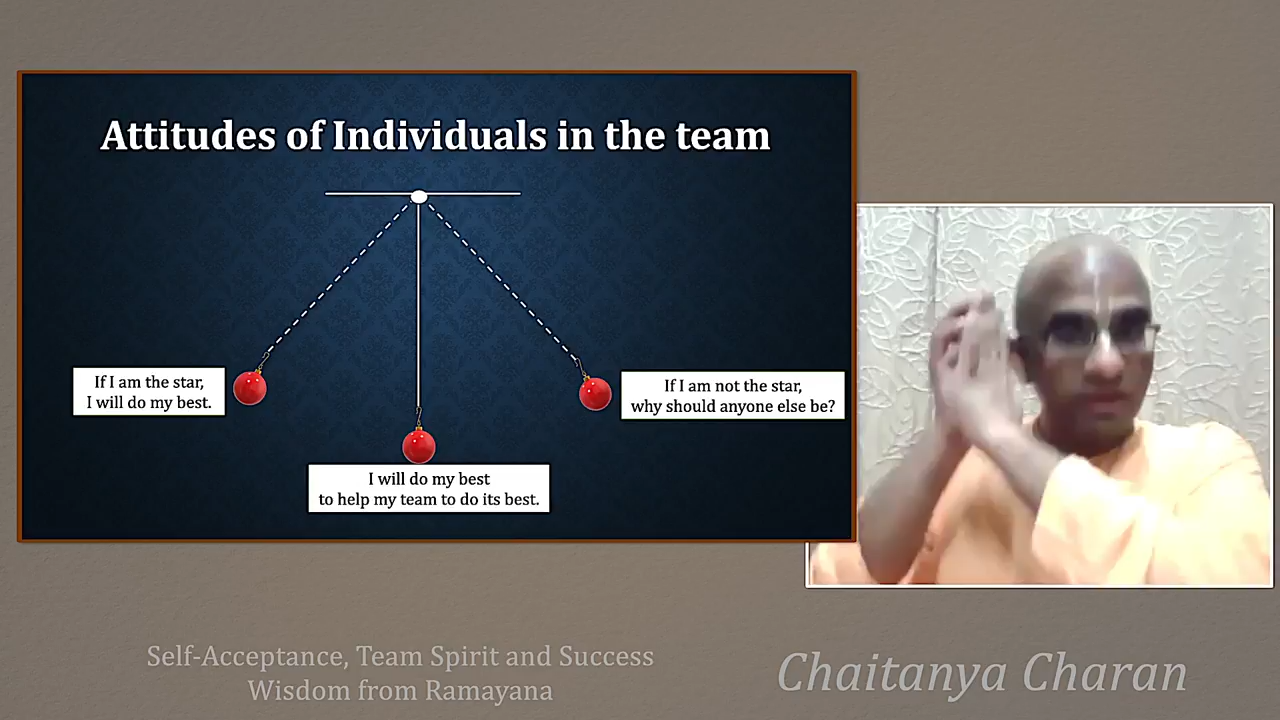 Attitudes of Individuals in the team
If I am the star,
I will do my best.
If I am not the star,
why should anyone else be?
I will do my best
to help my team to do its best.
Self-Acceptance, Team Spirit and Success
Wisdom from Ramayana
Chaitanya Charan